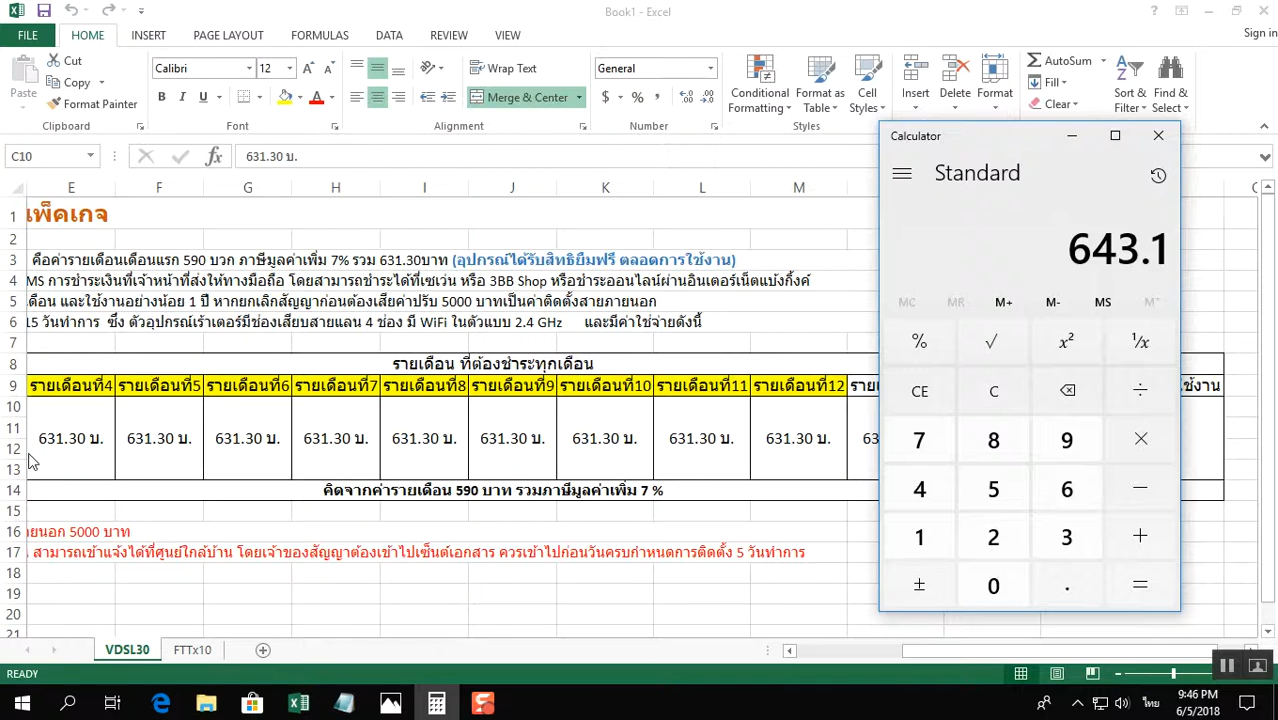 Book1 - Excel
Sign in
FILE HOME INSERT PAGE LAYOUT FORMULAS DATA REVIEW VIEW
Paste Cut Copy Format Painter
Calibri 12 Wrap Text General
B I U Merge & Center $ % ,
Conditional Formatting Format as Table Cell Styles Insert Delete Format AutoSum Fill Clear Sort & Filter Find & Select
Clipboard Font Alignment Number Styles
C10 fx 631.30 บ.
E F G H I J K L M
1 เพ็คเกจ
2
3 คือค่ารายเดือนเดือนแรก 590 บวก ภาษีมูลค่าเพิ่ม 7% รวม 631.30บาท (อุปกรณ์ได้รับสิทธิยืมฟรี ตลอดการใช้งาน)
4 MS การชำระเงินที่เจ้าหน้าที่ส่งให้ทางมือถือ โดยสามารถชำระได้ที่เซเว่น หรือ 3BB Shop หรือชำระออนไลน์ผ่านอินเตอร์เน็ตแบ้งกิ้งค์
5 เดือน และใช้งานอย่างน้อย 1 ปี หากยกเลิกสัญญาก่อนต้องเสียค่าปรับ 5000 บาทเป็นค่าติดตั้งสายภายนอก
6 15 วันทำการ ซึ่ง ตัวอุปกรณ์เร้าเตอร์มีช่องเสียบสายแลน 4 ช่อง มี WiFi ในตัวแบบ 2.4 GHz และมีค่าใช้จ่ายดังนี้
7
8 รายเดือน ที่ต้องชำระทุกเดือน
9 รายเดือนที่4 รายเดือนที่5 รายเดือนที่6 รายเดือนที่7 รายเดือนที่8 รายเดือนที่9 รายเดือนที่10 รายเดือนที่11 รายเดือนที่12
10
11
12 631.30 บ. 631.30 บ. 631.30 บ. 631.30 บ. 631.30 บ. 631.30 บ. 631.30 บ. 631.30 บ. 631.30 บ.
13
14 คิดจากค่ารายเดือน 590 บาท รวมภาษีมูลค่าเพิ่ม 7 %
15
16 ายนอก 5000 บาท
17 สามารถเข้าแจ้งได้ที่ศูนย์ใกล้บ้าน โดยเจ้าของสัญญาต้องเข้าไปเซ็นต์เอกสาร ควรเข้าไปก่อนวันครบกำหนดการติดตั้ง 5 วันทำการ
18
19
20
21
Calculator
Standard
643.1
MC MR M+ M- MS M
% √ x² ¹/x
CE C ÷
7 8 9 ×
4 5 6 −
1 2 3 +
± 0 . =
VDSL30 FTTx10
READY
ไทย
9:46 PM
6/5/2018